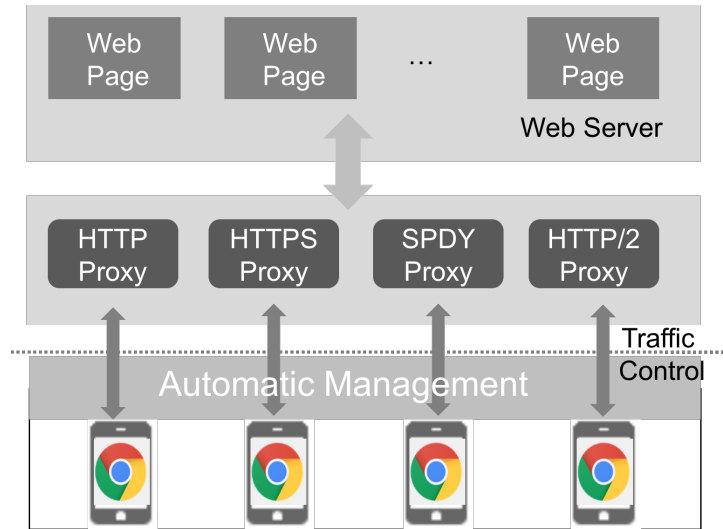 Web
Page
Web
Page
...
Web
Page
Web Server
HTTP
Proxy
HTTPS
Proxy
SPDY
Proxy
HTTP/2
Proxy
Traffic
Control
Automatic Management